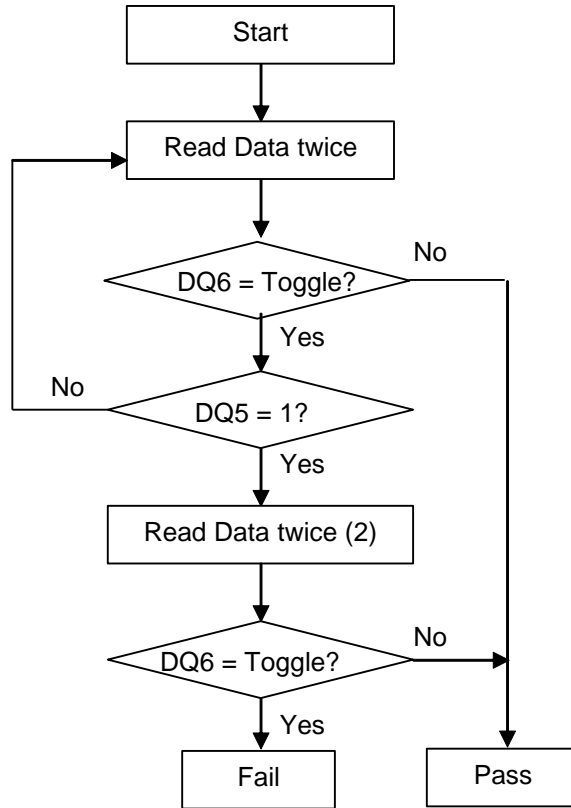 Start
Read Data twice
DQ6 = Toggle?
No
Yes
No
DQ5 = 1?
Yes
Read Data twice (2)
DQ6 = Toggle?
No
Yes
Fail
Pass